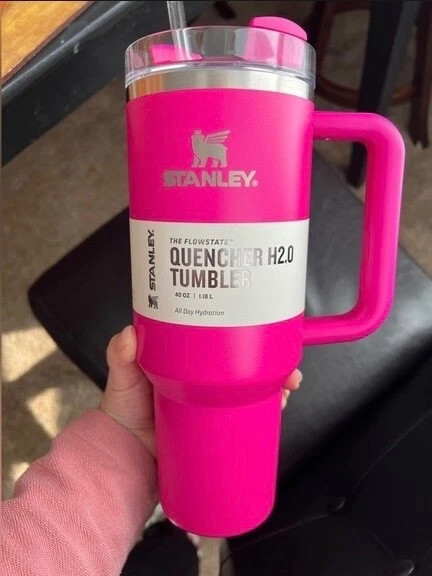 STANLEY®
STANLEY
THE FLOWSTATE™
QUENCHER H2.0
TUMBLER
40 OZ | 1.18 L
All Day Hydration